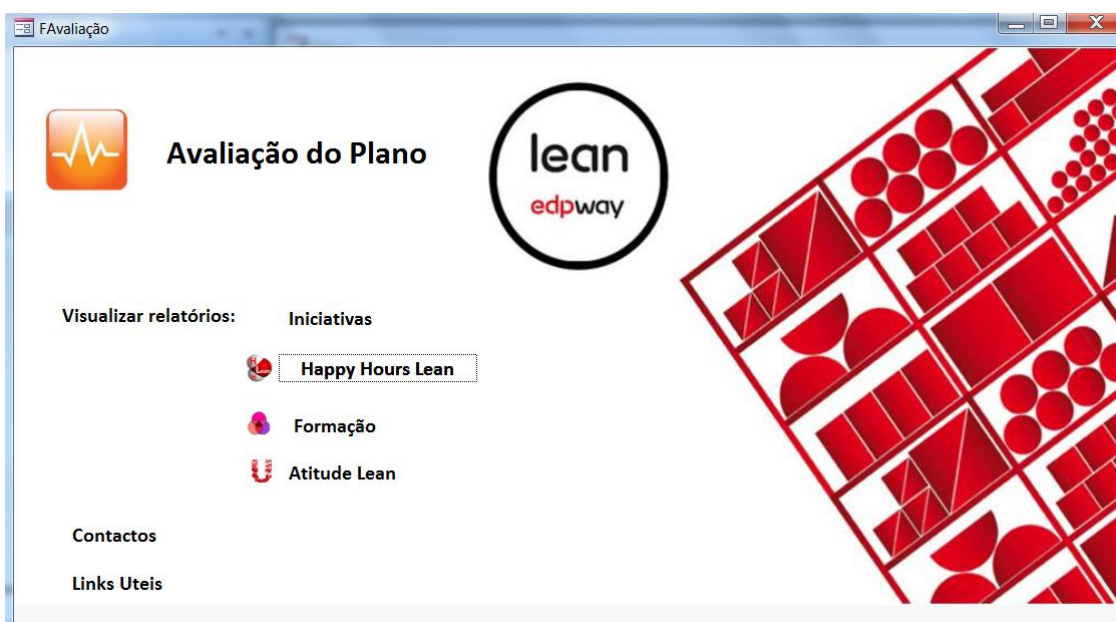 FAvaliação
Avaliação do Plano
lean
edpway
Visualizar relatórios:
Iniciativas
Happy Hours Lean
Formação
Atitude Lean
Contactos
Links Uteis